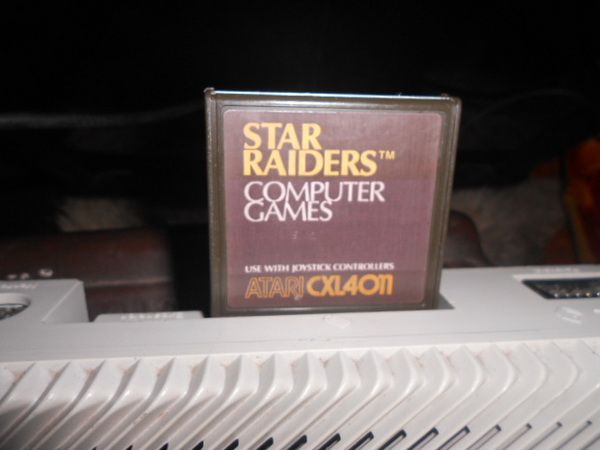 STAR
RAIDERS™
COMPUTER
GAMES
USE WITH JOYSTICK CONTROLLERS
ATARI CXL4011